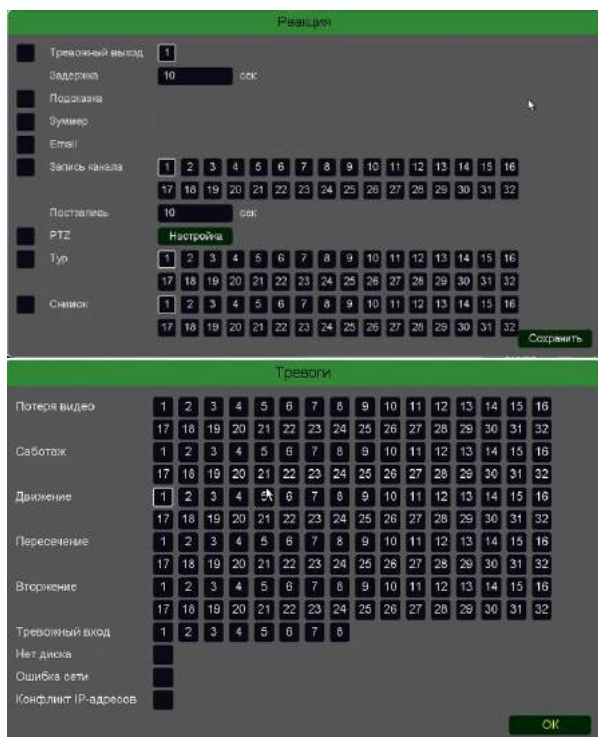 Реакция
Тревожный выход 1
Задержка 10 сек
Подсказка
Зуммер
Email
Запись канала 1 2 3 4 5 6 7 8 9 10 11 12 13 14 15 16
17 18 19 20 21 22 23 24 25 26 27 28 29 30 31 32
Постзапись 10 сек
PTZ Настройка
Тур 1 2 3 4 5 6 7 8 9 10 11 12 13 14 15 16
17 18 19 20 21 22 23 24 25 26 27 28 29 30 31 32
Снимок 1 2 3 4 5 6 7 8 9 10 11 12 13 14 15 16
17 18 19 20 21 22 23 24 25 26 27 28 29 30 31 32
Сохранить
Тревоги
Потеря видео 1 2 3 4 5 6 7 8 9 10 11 12 13 14 15 16
17 18 19 20 21 22 23 24 25 26 27 28 29 30 31 32
Саботаж 1 2 3 4 5 6 7 8 9 10 11 12 13 14 15 16
17 18 19 20 21 22 23 24 25 26 27 28 29 30 31 32
Движение 1 2 3 4 5 6 7 8 9 10 11 12 13 14 15 16
17 18 19 20 21 22 23 24 25 26 27 28 29 30 31 32
Пересечение 1 2 3 4 5 6 7 8 9 10 11 12 13 14 15 16
17 18 19 20 21 22 23 24 25 26 27 28 29 30 31 32
Вторжение 1 2 3 4 5 6 7 8 9 10 11 12 13 14 15 16
17 18 19 20 21 22 23 24 25 26 27 28 29 30 31 32
Тревожный вход 1 2 3 4 5 6 7 8
Нет диска
Ошибка сети
Конфликт IP-адресов
OK